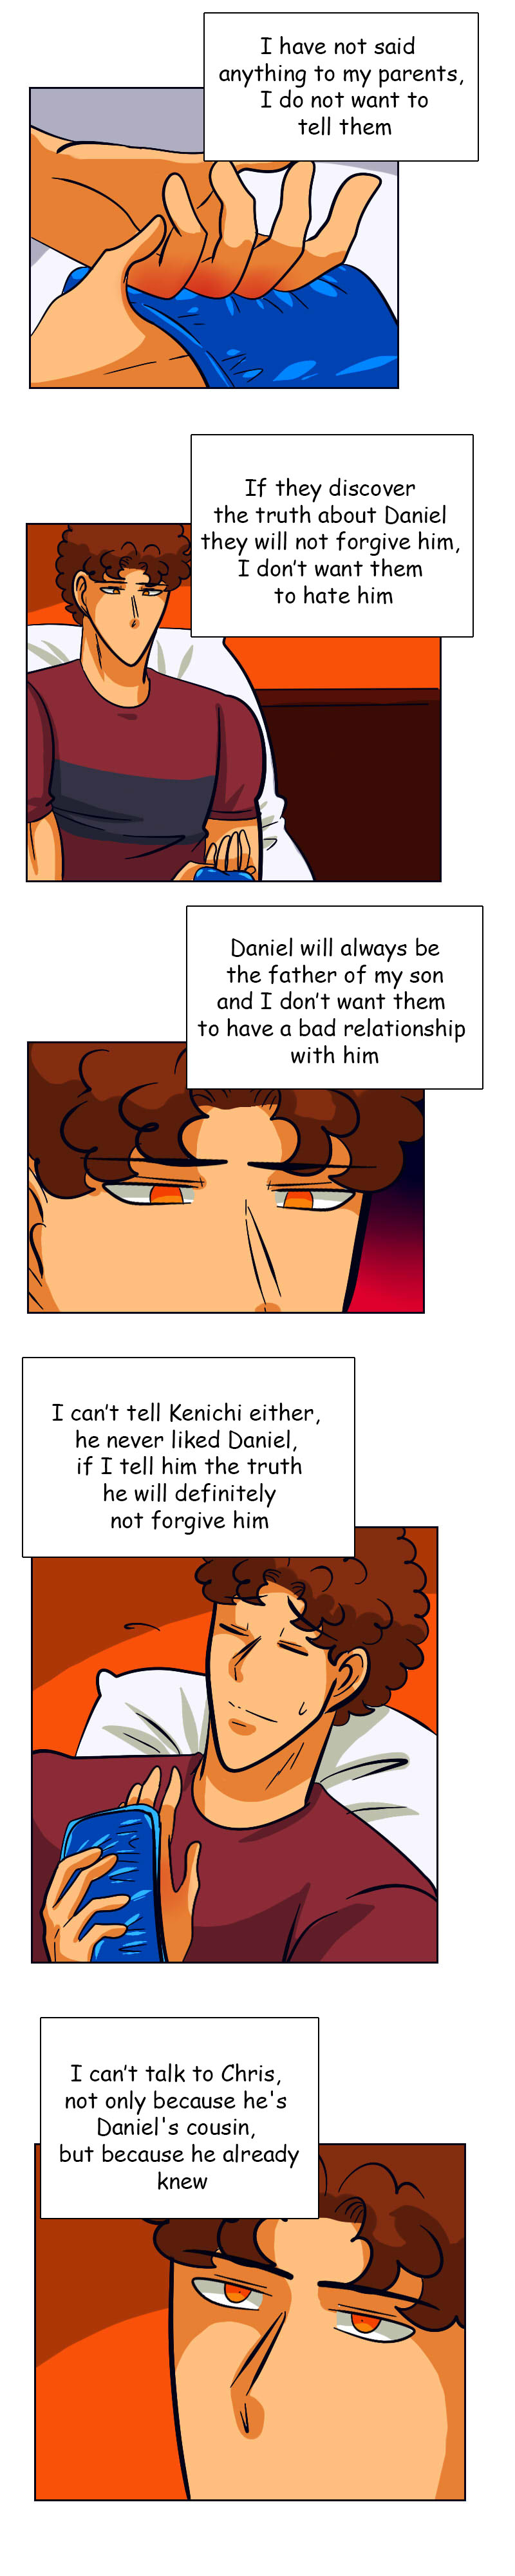 I have not said
anything to my parents,
I do not want to
tell them
If they discover
the truth about Daniel
they will not forgive him,
I don't want them
to hate him
Daniel will always be
the father of my son
and I don't want them
to have a bad relationship
with him
I can't tell Kenichi either,
he never liked Daniel,
if I tell him the truth
he will definitely
not forgive him
I can't talk to Chris,
not only because he's
Daniel's cousin,
but because he already
knew